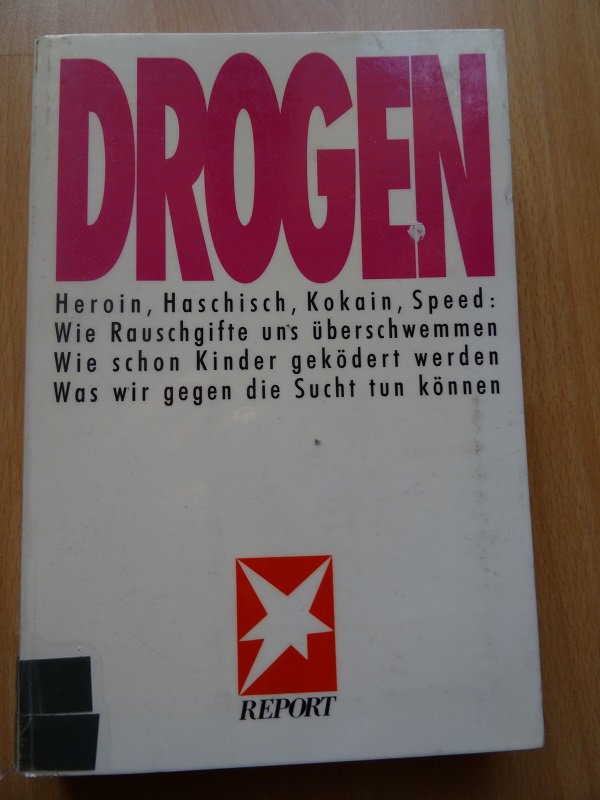 DROGEN
Heroin, Haschisch, Kokain, Speed:
Wie Rauschgifte uns überschwemmen
Wie schon Kinder geködert werden
Was wir gegen die Sucht tun können
REPORT